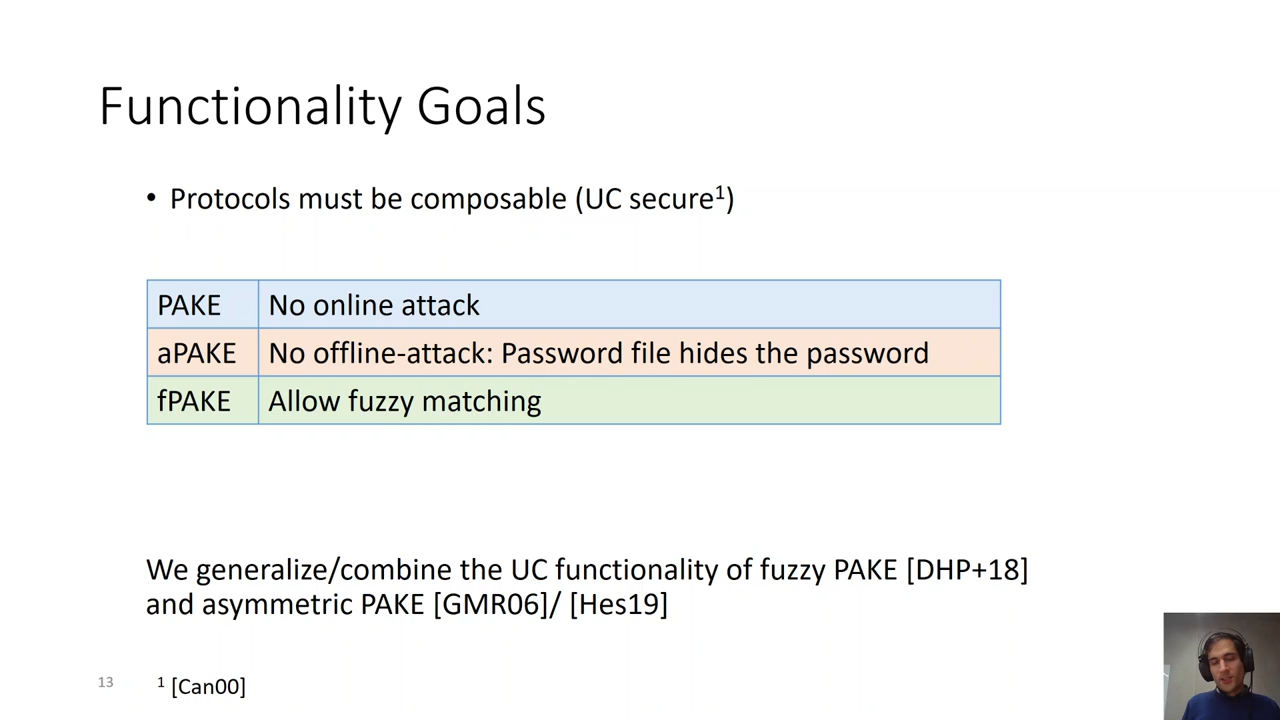 Functionality Goals
• Protocols must be composable (UC secure¹)
PAKE No online attack
aPAKE No offline-attack: Password file hides the password
fPAKE Allow fuzzy matching
We generalize/combine the UC functionality of fuzzy PAKE [DHP+18]
and asymmetric PAKE [GMR06]/ [Hes19]
13 ¹ [Can00]